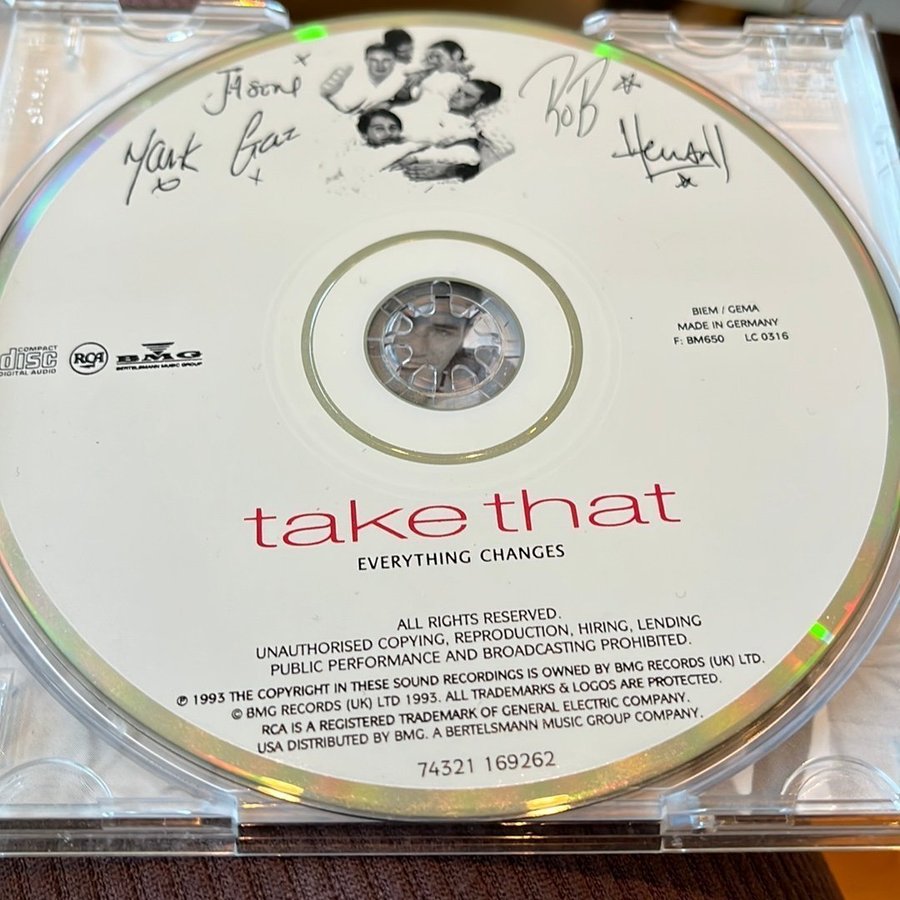 Jasone
Mark
Gaz
RoB
COMPACT
disc
DIGITAL AUDIO
RCA
BMG
BERTELSMANN MUSIC GROUP
BIEM / GEMA
MADE IN GERMANY
F: BM650 LC 0316
take that
EVERYTHING CHANGES
ALL RIGHTS RESERVED.
UNAUTHORISED COPYING, REPRODUCTION, HIRING, LENDING
PUBLIC PERFORMANCE AND BROADCASTING PROHIBITED.
℗ 1993 THE COPYRIGHT IN THESE SOUND RECORDINGS IS OWNED BY BMG RECORDS (UK) LTD.
© BMG RECORDS (UK) LTD 1993. ALL TRADEMARKS & LOGOS ARE PROTECTED.
RCA IS A REGISTERED TRADEMARK OF GENERAL ELECTRIC COMPANY.
USA DISTRIBUTED BY BMG. A BERTELSMANN MUSIC GROUP COMPANY.
74321 169262